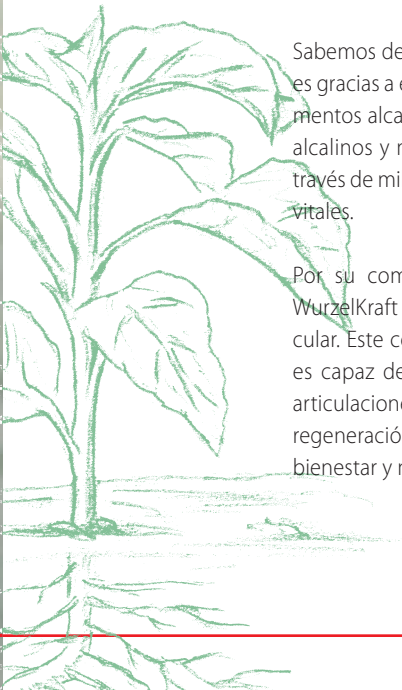 Sabemos de
es gracias a e
mentos alca
alcalinos y n
través de mi
vitales.
Por su com
WurzelKraft
cular. Este c
es capaz de
articulacione
regeneració
bienestar y n